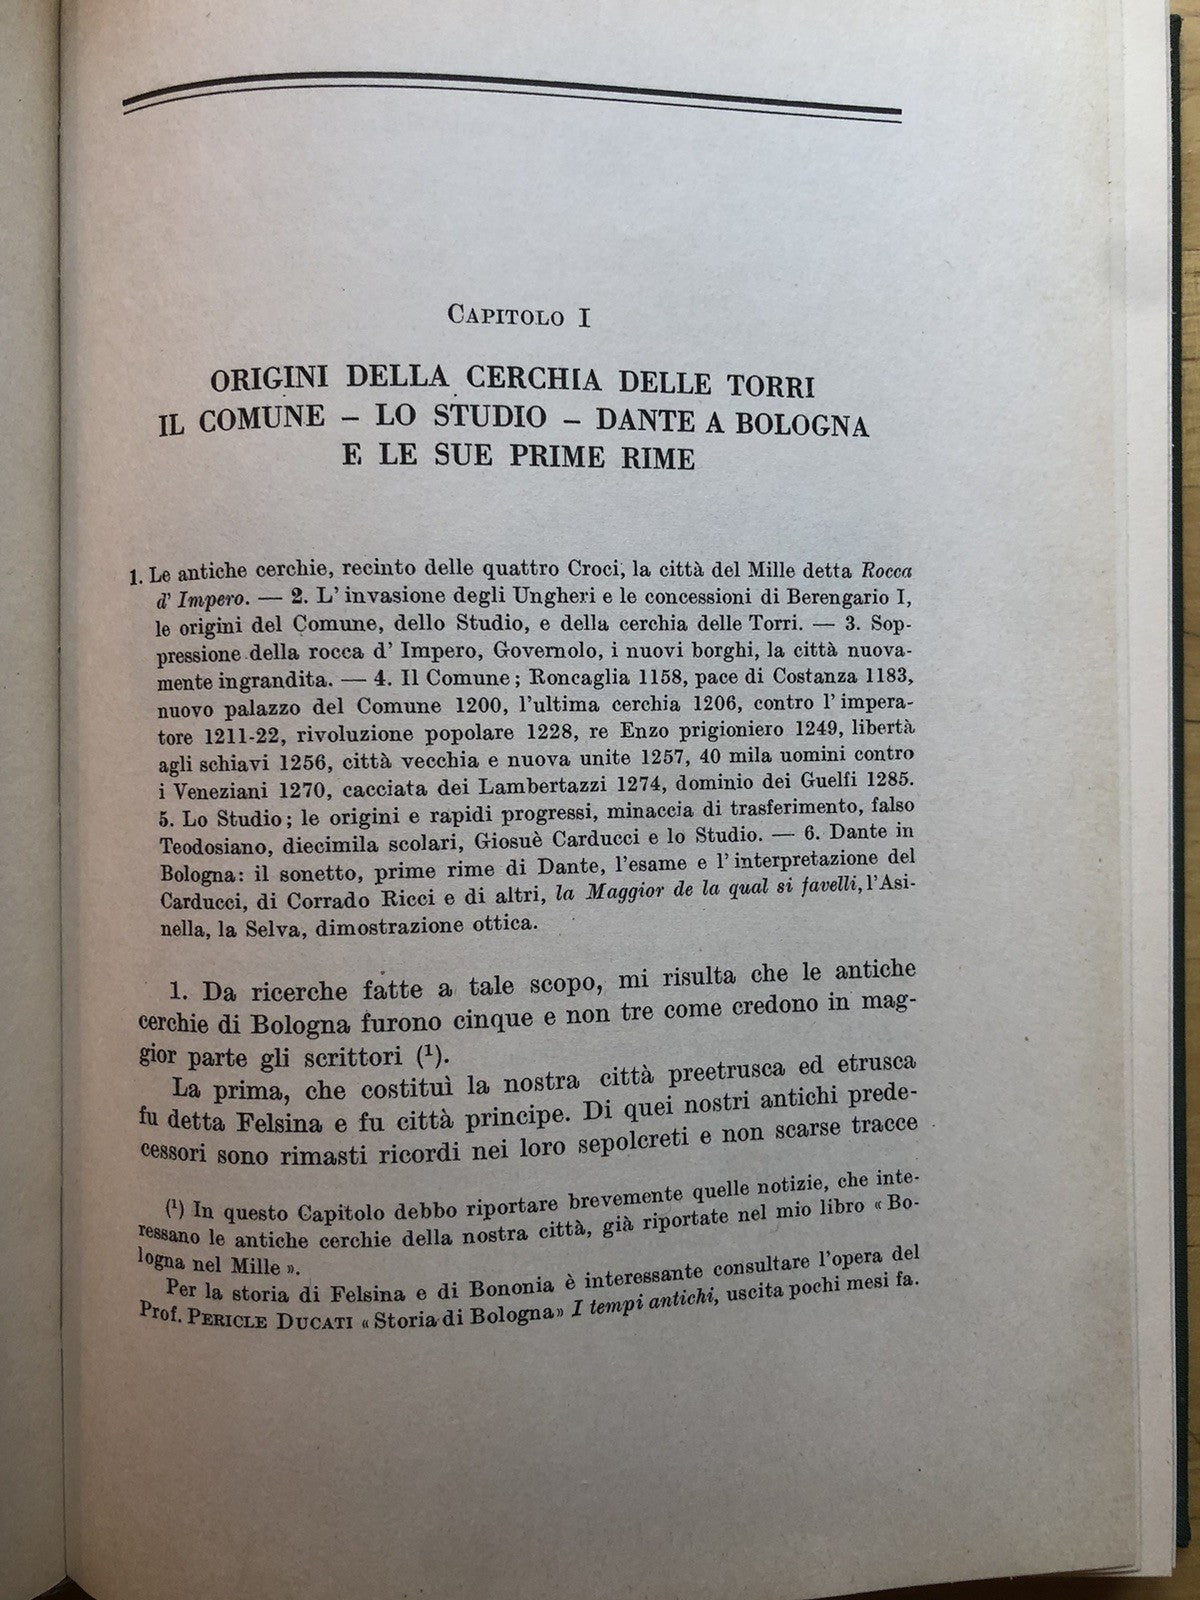 CAPITOLO I
ORIGINI DELLA CERCHIA DELLE TORRI
IL COMUNE – LO STUDIO – DANTE A BOLOGNA
E LE SUE PRIME RIME
1. Le antiche cerchie, recinto delle quattro Croci, la città del Mille detta Rocca
d' Impero. — 2. L' invasione degli Ungheri e le concessioni di Berengario I,
le origini del Comune, dello Studio, e della cerchia delle Torri. — 3. Sop-
pressione della rocca d' Impero, Governolo, i nuovi borghi, la città nuova-
mente ingrandita. — 4. Il Comune; Roncaglia 1158, pace di Costanza 1183,
nuovo palazzo del Comune 1200, l'ultima cerchia 1206, contro l' impera-
tore 1211-22, rivoluzione popolare 1228, re Enzo prigioniero 1249, libertà
agli schiavi 1256, città vecchia e nuova unite 1257, 40 mila uomini contro
i Veneziani 1270, cacciata dei Lambertazzi 1274, dominio dei Guelfi 1285.
5. Lo Studio; le origini e rapidi progressi, minaccia di trasferimento, falso
Teodosiano, diecimila scolari, Giosuè Carducci e lo Studio. — 6. Dante in
Bologna: il sonetto, prime rime di Dante, l'esame e l' interpretazione del
Carducci, di Corrado Ricci e di altri, la Maggior de la qual si favelli, l'Asi-
nella, la Selva, dimostrazione ottica.
1. Da ricerche fatte a tale scopo, mi risulta che le antiche
cerchie di Bologna furono cinque e non tre come credono in mag-
gior parte gli scrittori (¹).
La prima, che costituì la nostra città preetrusca ed etrusca
fu detta Felsina e fu città principe. Di quei nostri antichi prede-
cessori sono rimasti ricordi nei loro sepolcreti e non scarse tracce
(¹) In questo Capitolo debbo riportare brevemente quelle notizie, che inte-
ressano le antiche cerchie della nostra città, già riportate nel mio libro « Bo-
logna nel Mille ».
Per la storia di Felsina e di Bononia è interessante consultare l'opera del
Prof. PERICLE DUCATI « Storia di Bologna » I tempi antichi, uscita pochi mesi fa.